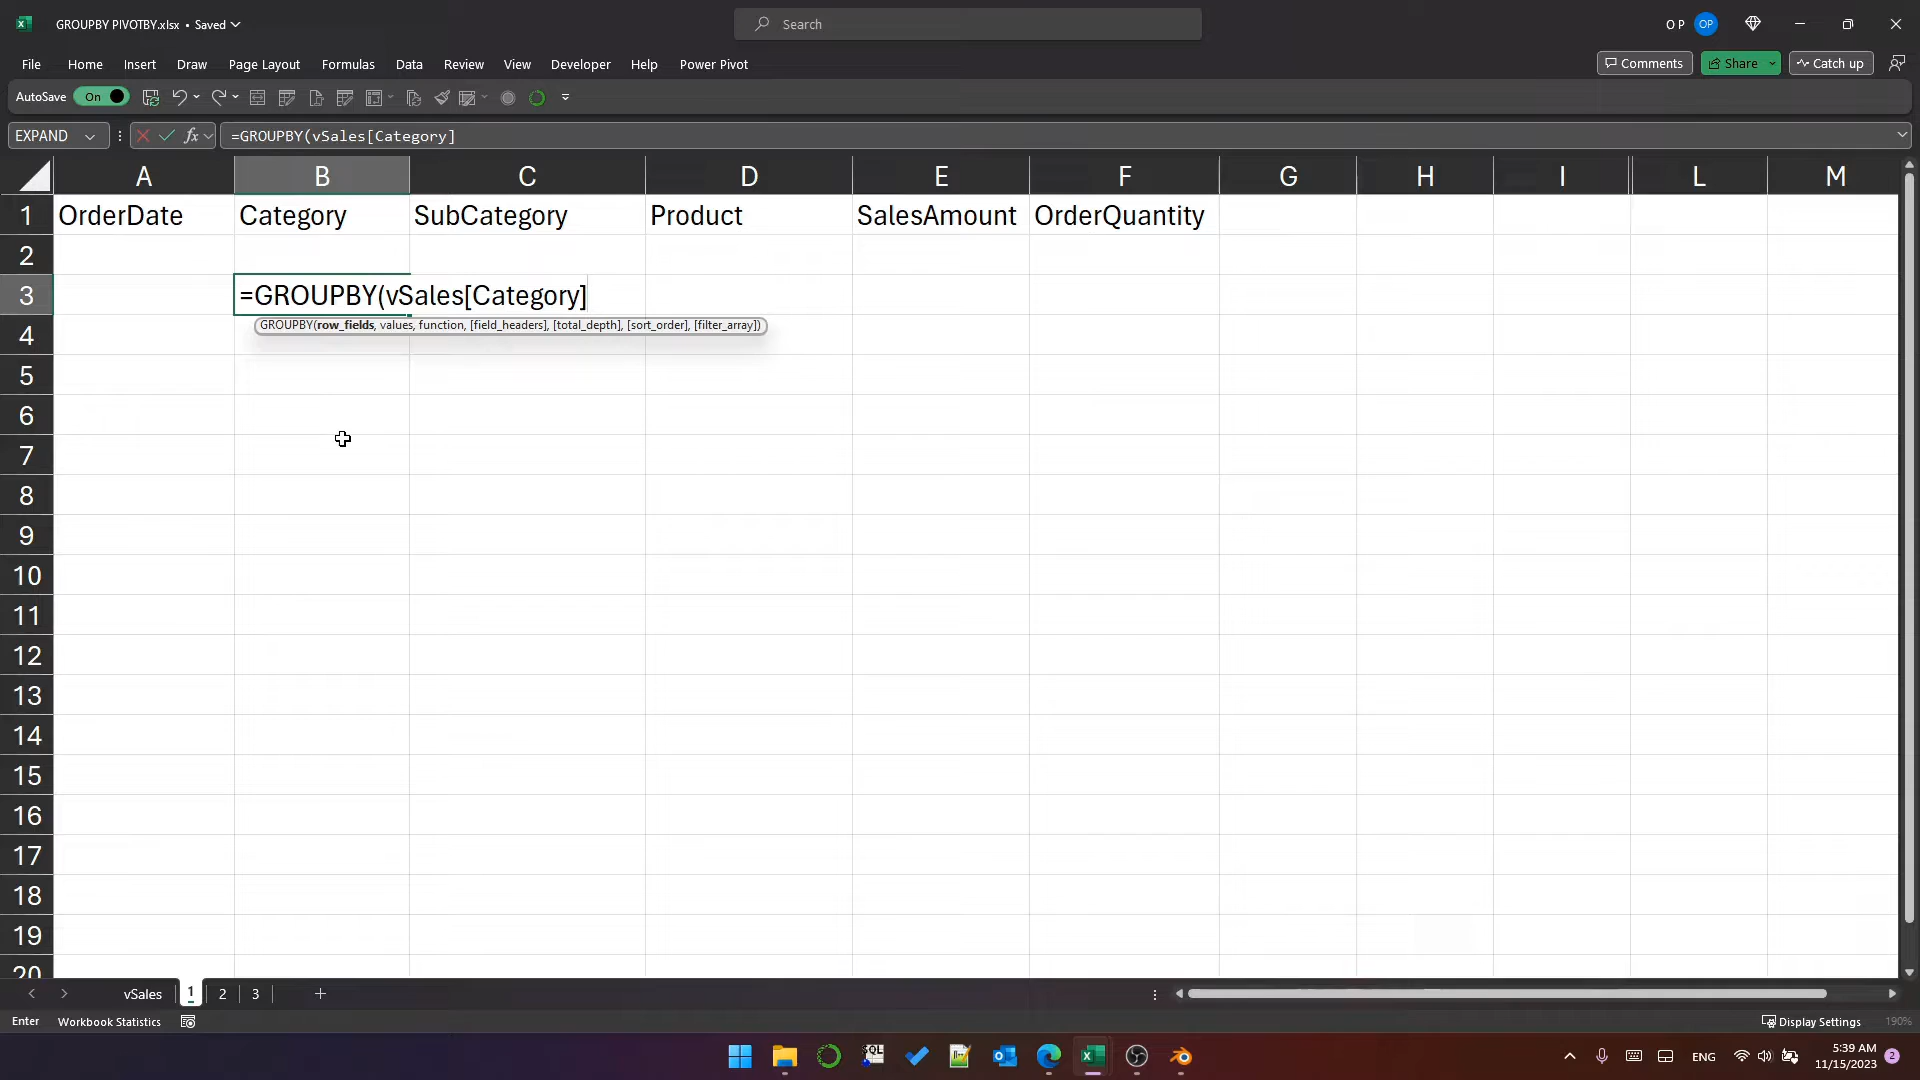 GROUPBY PIVOTBY.xlsx • Saved
Search
O P
OP
File Home Insert Draw Page Layout Formulas Data Review View Developer Help Power Pivot
Comments Share Catch up
AutoSave On
EXPAND
fx
=GROUPBY(vSales[Category]
A B C D E F G H I L M
1 OrderDate Category SubCategory Product SalesAmount OrderQuantity
2
3 =GROUPBY(vSales[Category]
GROUPBY(row_fields, values, function, [field_headers], [total_depth], [sort_order], [filter_array])
4
5
6
7
8
9
10
11
12
13
14
15
16
17
18
19
20
vSales 1 2 3
Enter Workbook Statistics
Display Settings 190%
SQL
ENG
5:39 AM
11/15/2023
2